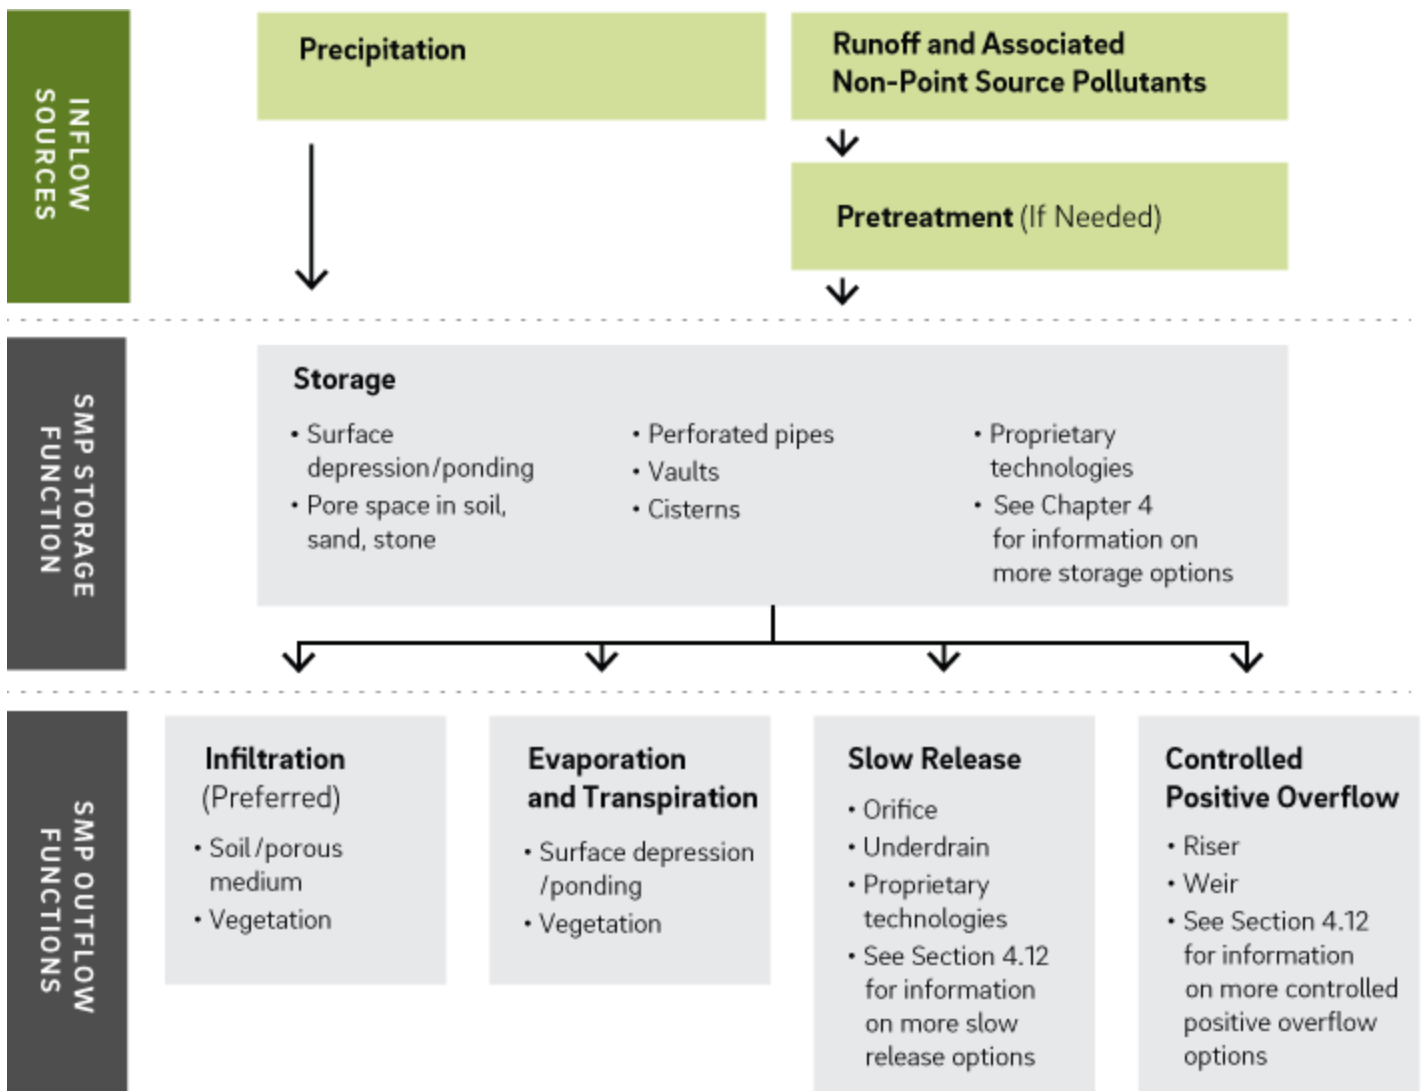 INFLOW
SOURCES
Precipitation
Runoff and Associated
Non-Point Source Pollutants
Pretreatment (If Needed)
SMP STORAGE
FUNCTION
Storage
• Surface
depression/ponding
• Pore space in soil,
sand, stone
• Perforated pipes
• Vaults
• Cisterns
• Proprietary
technologies
• See Chapter 4
for information on
more storage options
SMP OUTFLOW
FUNCTIONS
Infiltration
(Preferred)
• Soil/porous
medium
• Vegetation
Evaporation
and Transpiration
• Surface depression
/ponding
• Vegetation
Slow Release
• Orifice
• Underdrain
• Proprietary
technologies
• See Section 4.12
for information
on more slow
release options
Controlled
Positive Overflow
• Riser
• Weir
• See Section 4.12
for information
on more controlled
positive overflow
options